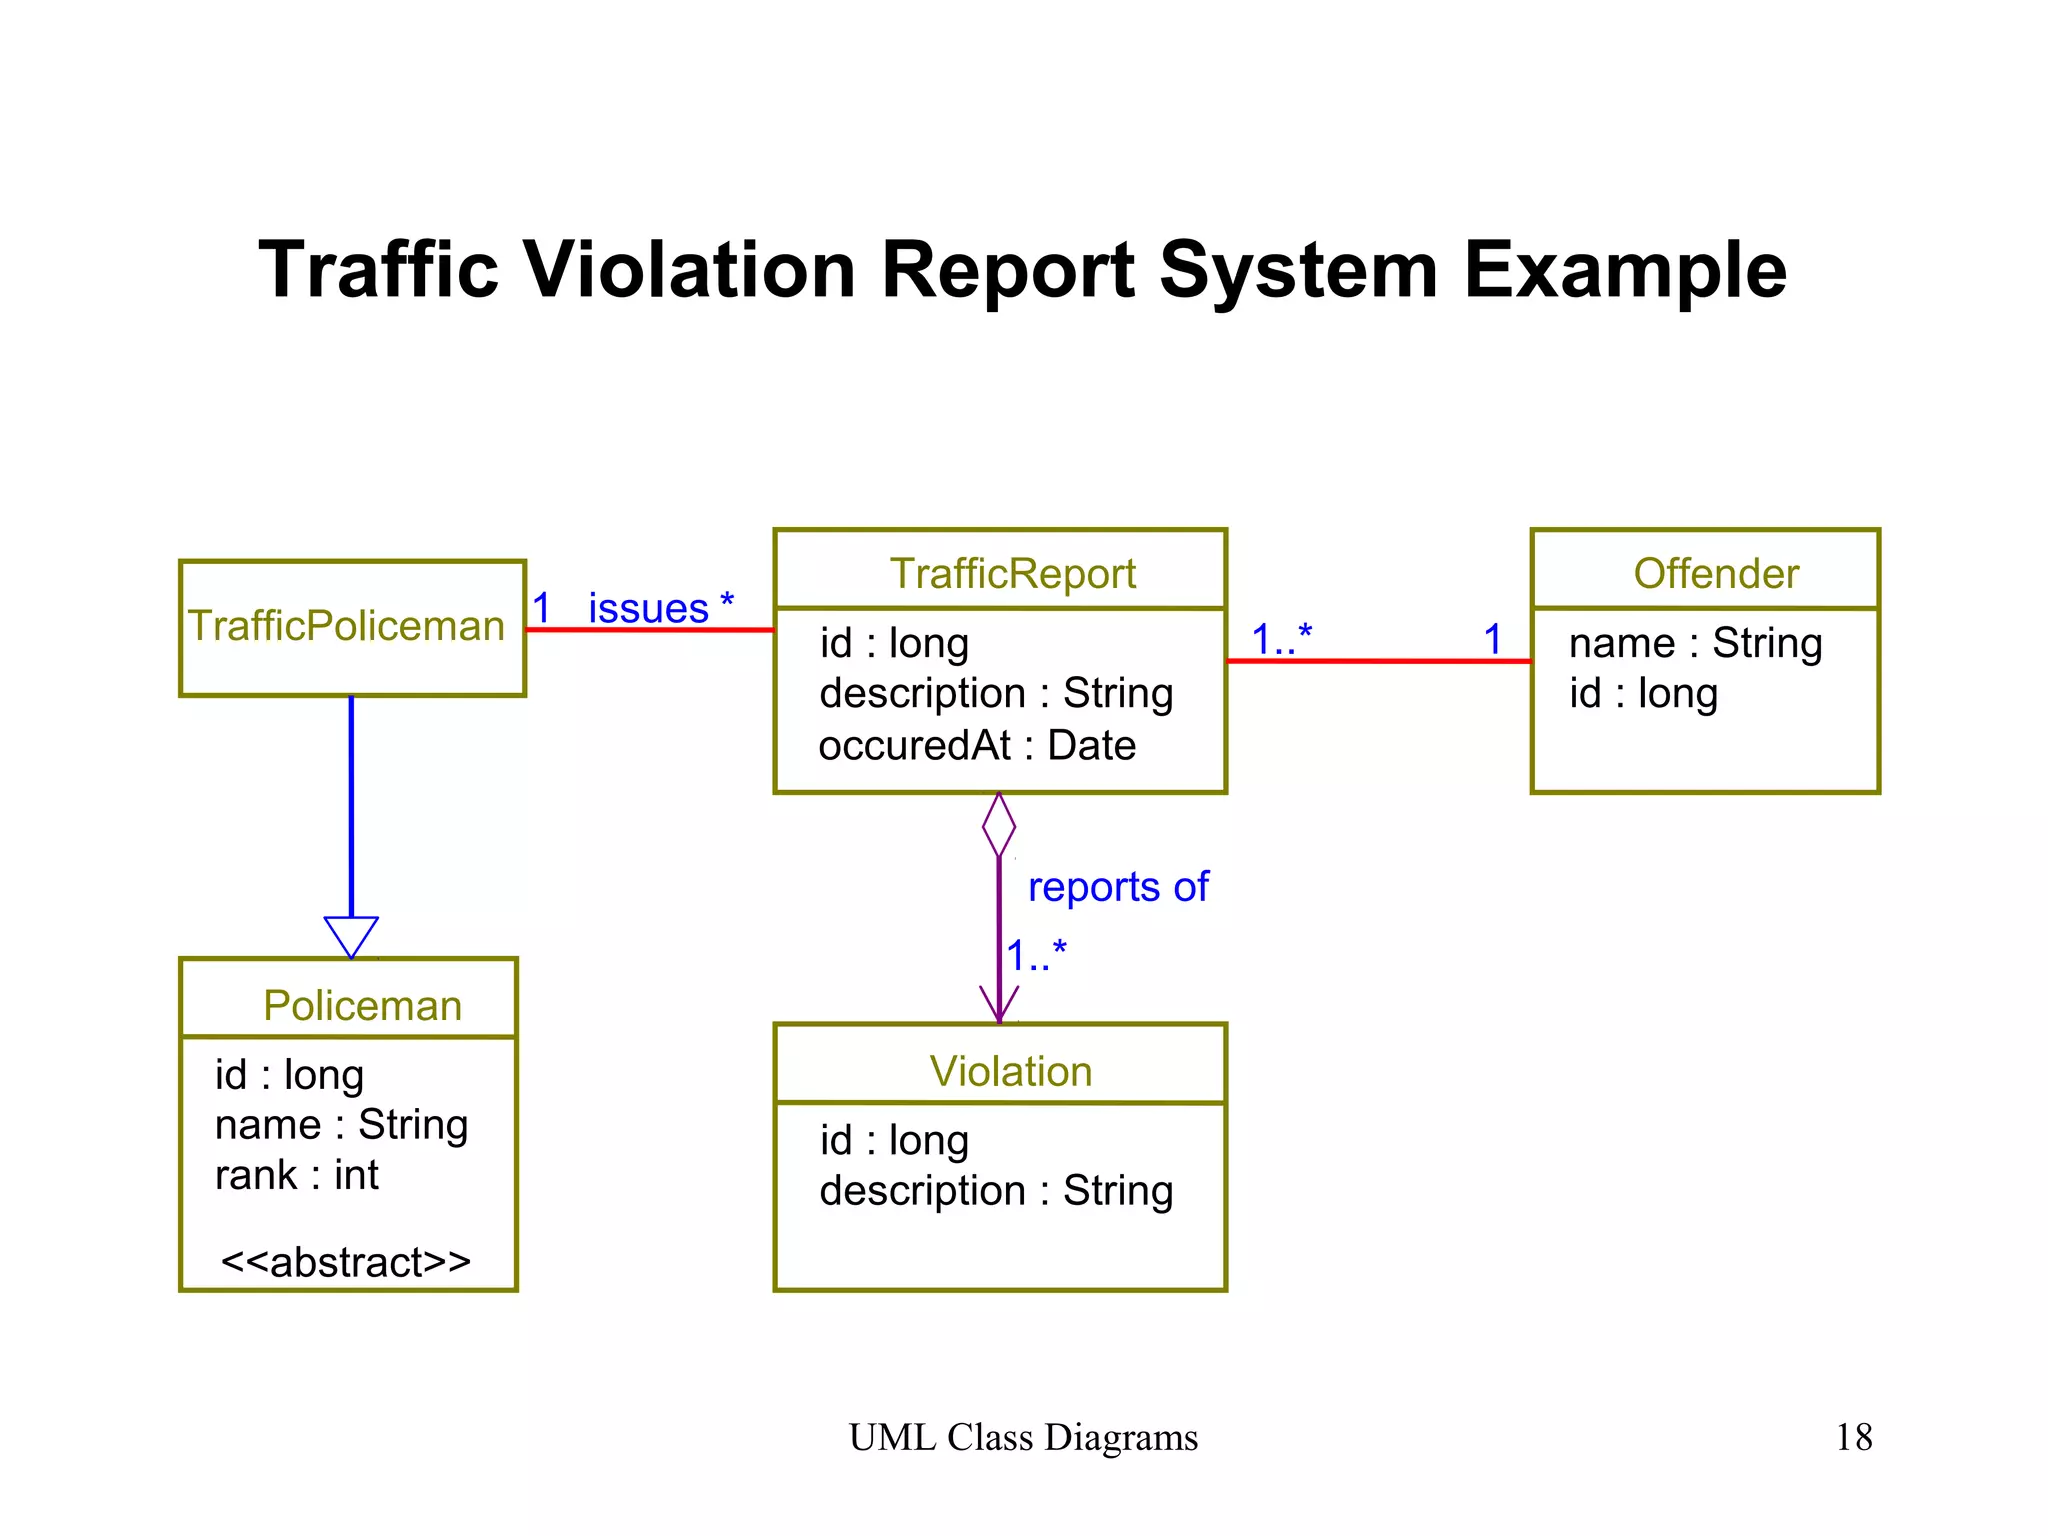 Traffic Violation Report System Example
TrafficPoliceman
1 issues *
TrafficReport
id : long
description : String
occuredAt : Date
1..* 1
Offender
name : String
id : long
reports of
1..*
Policeman
id : long
name : String
rank : int
<<abstract>>
Violation
id : long
description : String
UML Class Diagrams
18